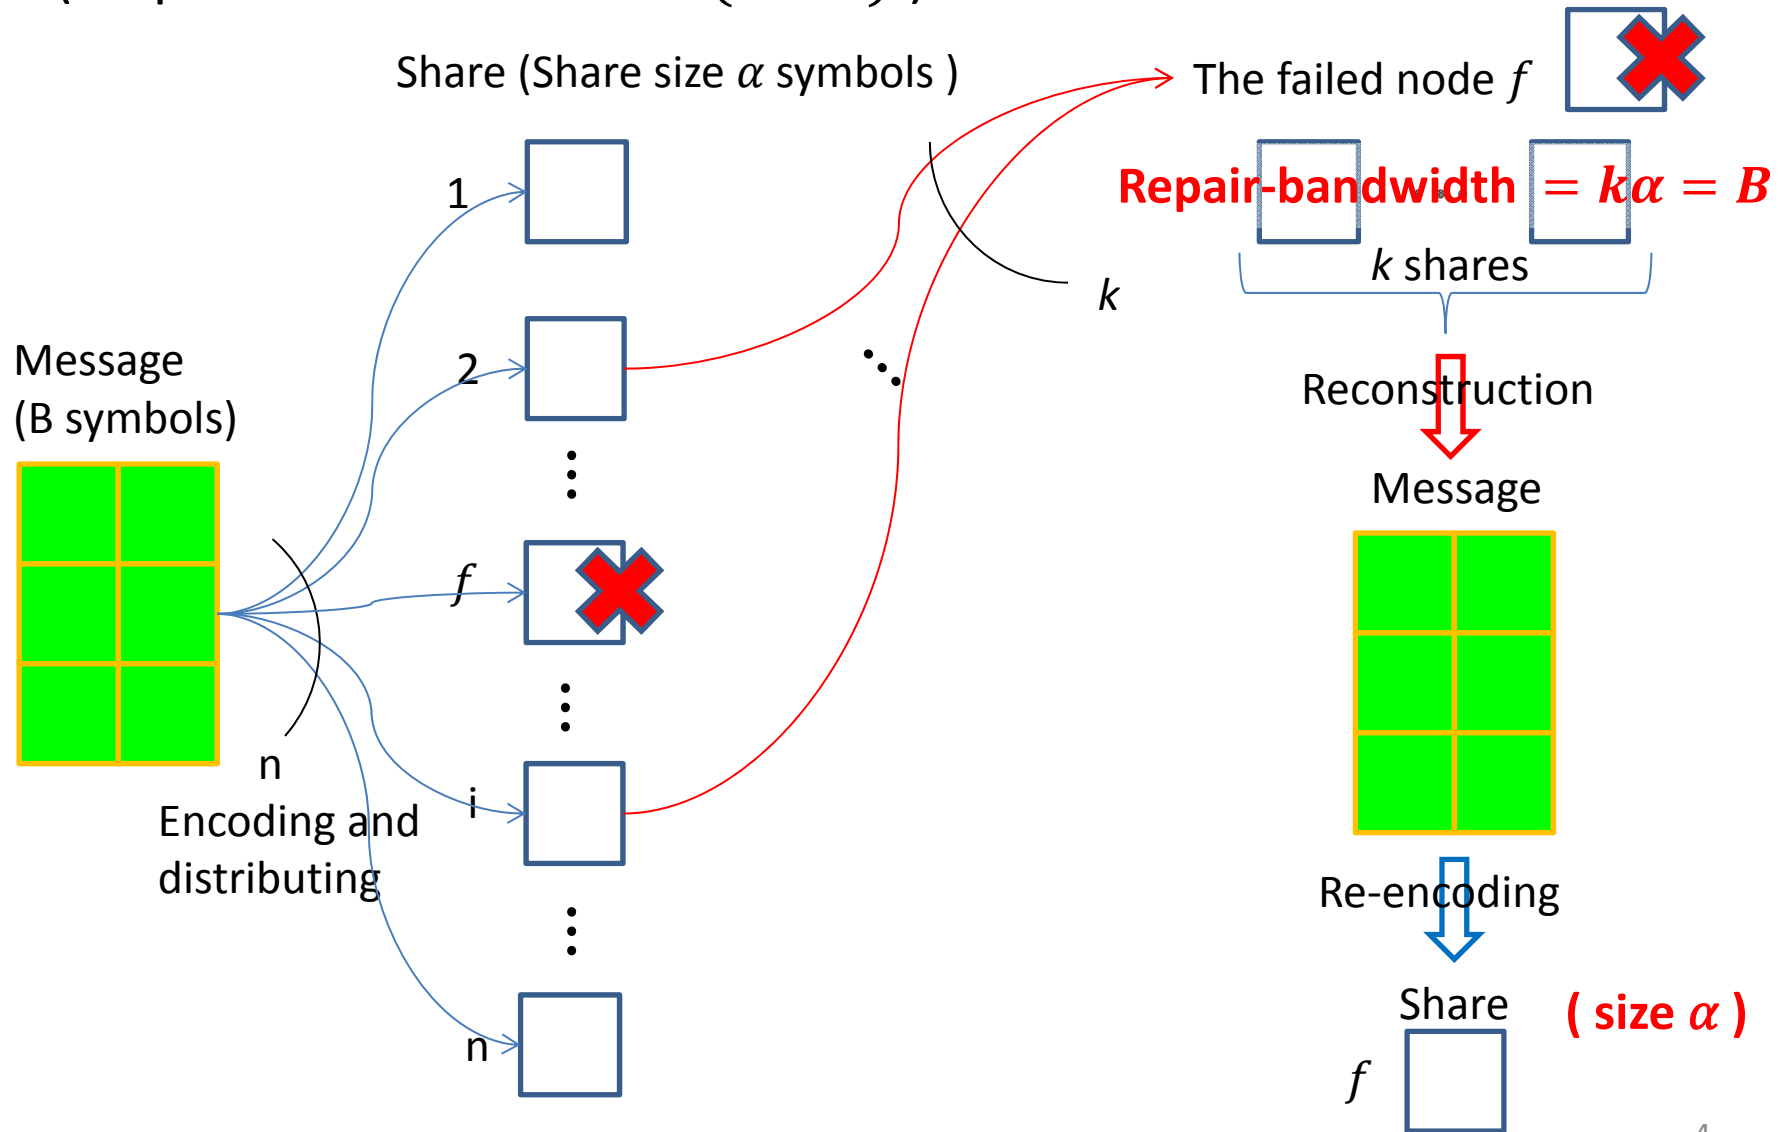 Share (Share size α symbols )
The failed node f
1
Repair-bandwidth = kα = B
k shares
k
Message
(B symbols)
2
Reconstruction
Message
f
n
i
Encoding and
distributing
Re-encoding
n
Share
( size α )
f